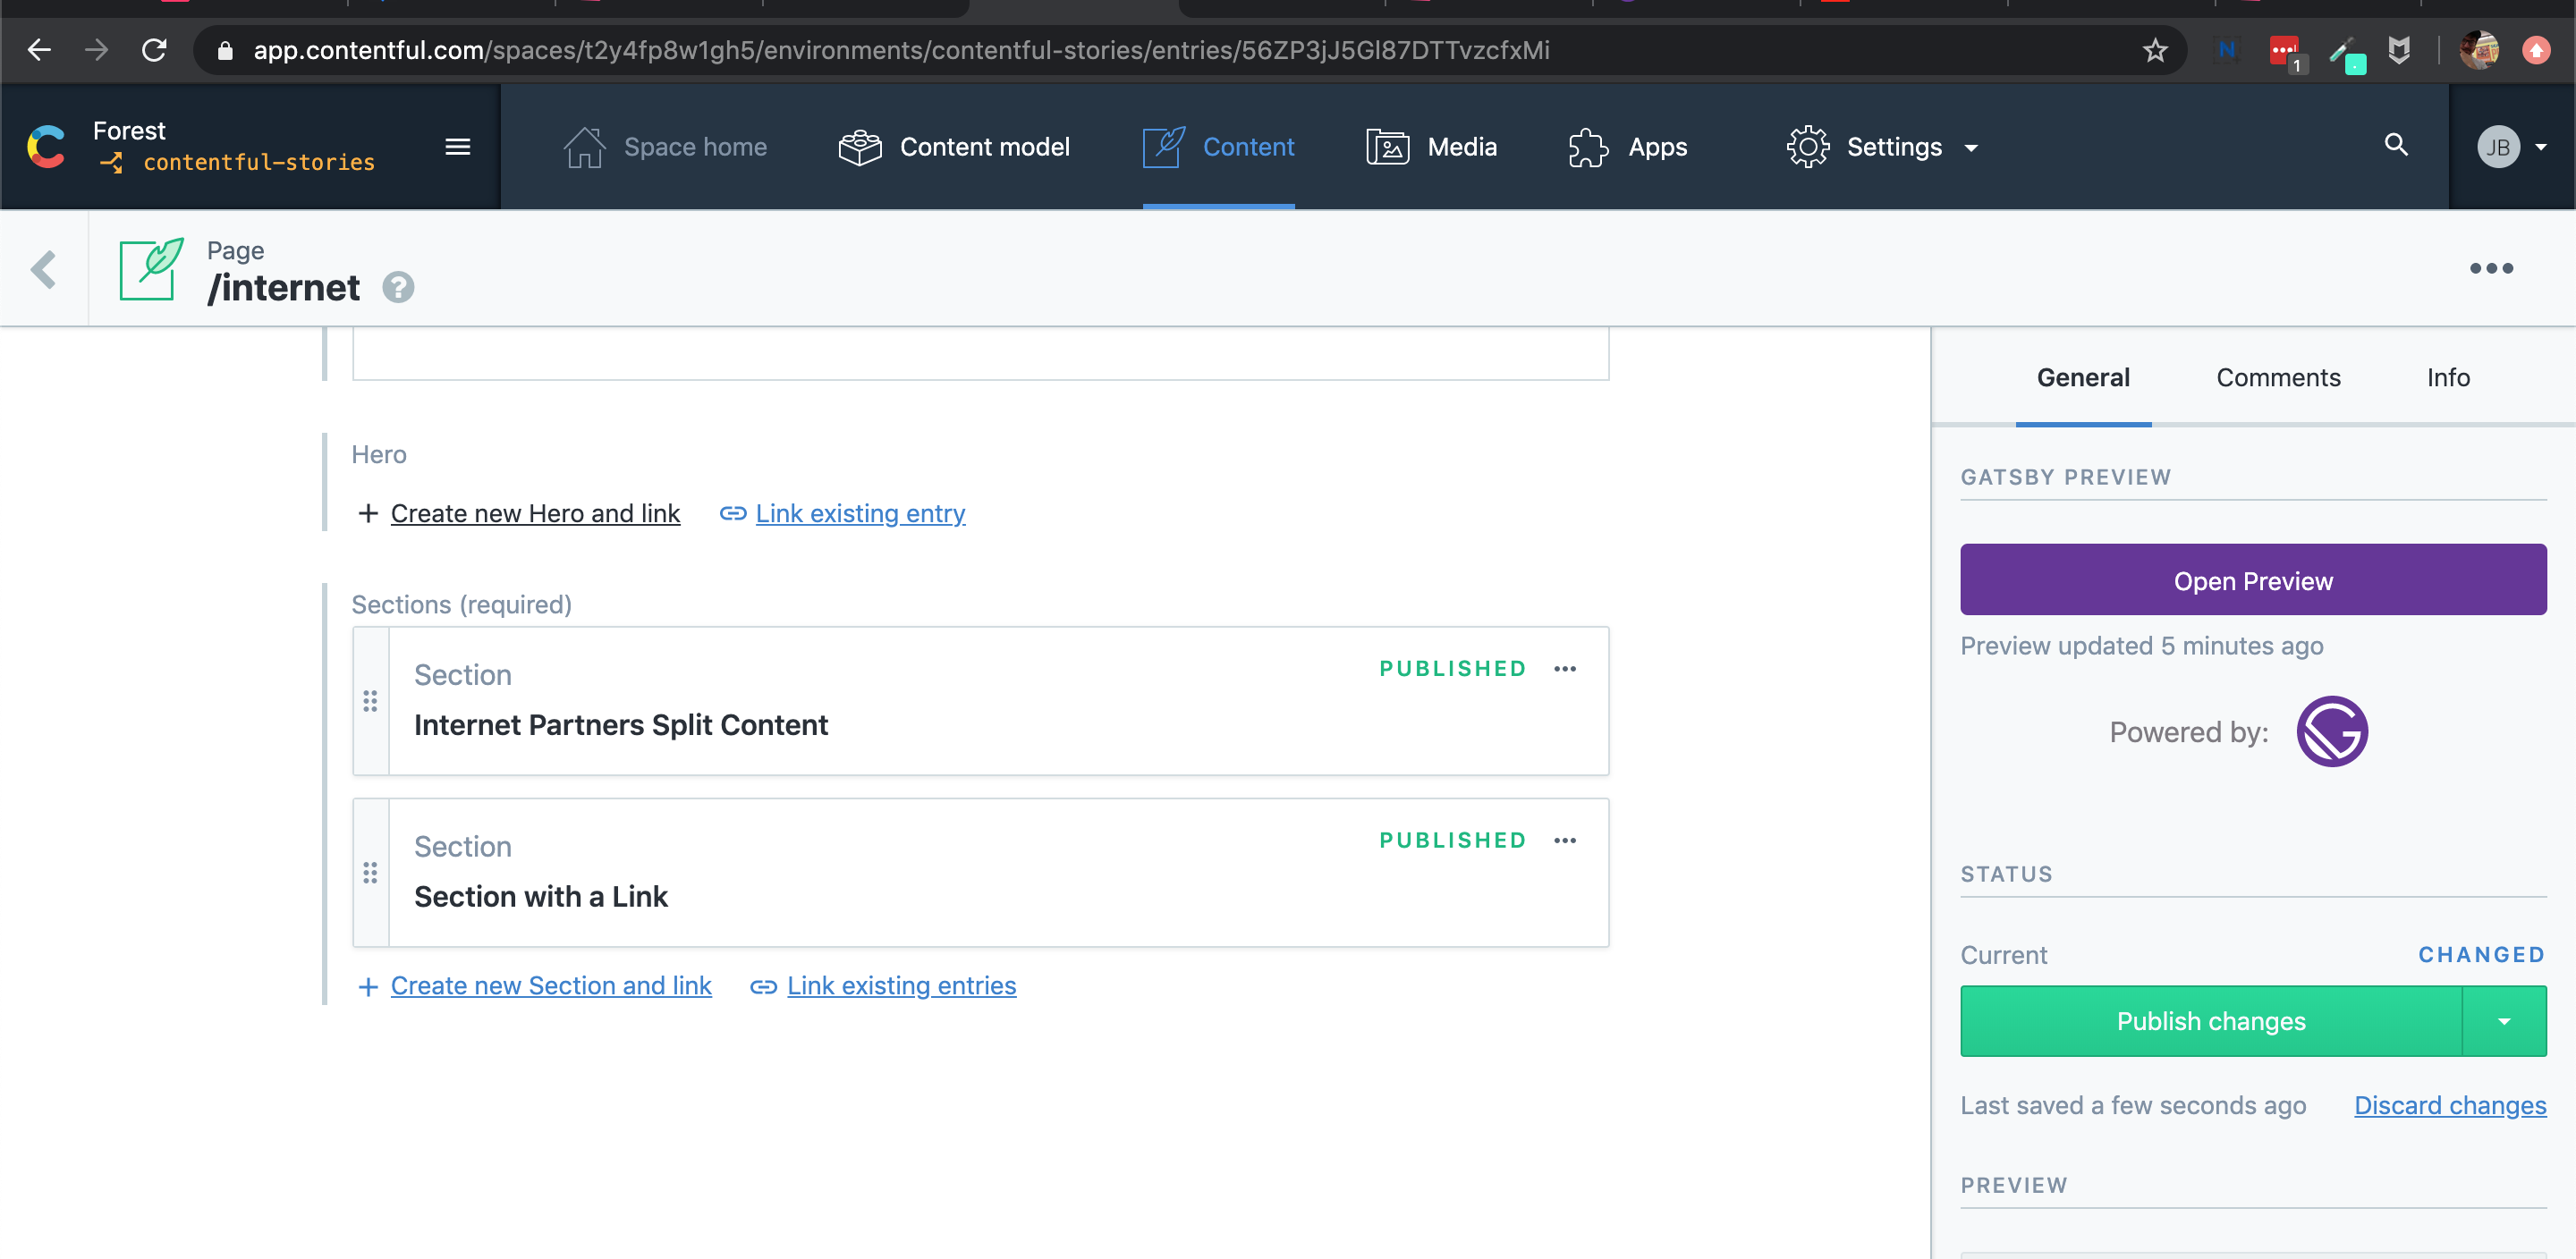 app.contentful.com/spaces/t2y4fp8w1gh5/environments/contentful-stories/entries/56ZP3jJ5Gl87DTTvzcfxMi
N
1
Forest
contentful-stories
Space home
Content model
Content
Media
Apps
Settings
JB
Page
/internet
?
General
Comments
Info
Hero
+ Create new Hero and link
Link existing entry
GATSBY PREVIEW
Open Preview
Preview updated 5 minutes ago
Powered by:
Sections (required)
Section
PUBLISHED
Internet Partners Split Content
Section
PUBLISHED
Section with a Link
+ Create new Section and link
Link existing entries
STATUS
Current
CHANGED
Publish changes
Last saved a few seconds ago
Discard changes
PREVIEW